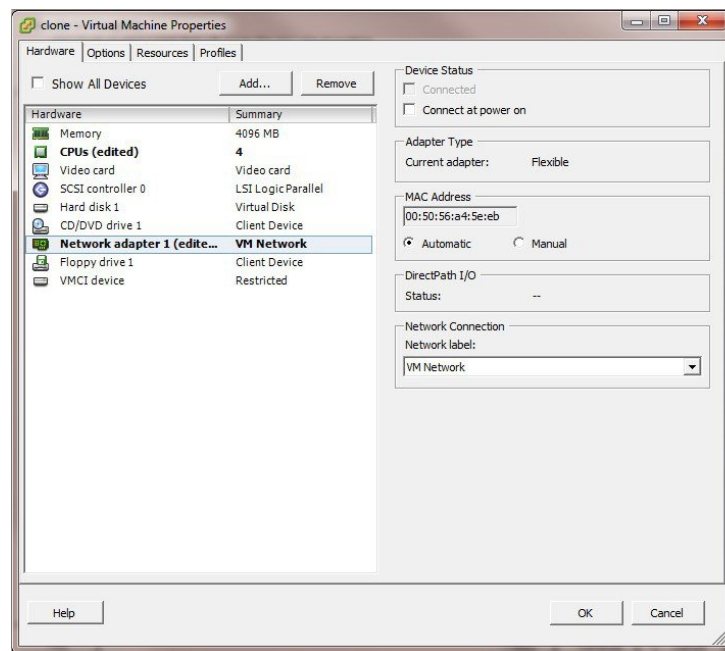 clone - Virtual Machine Properties
Hardware Options Resources Profiles
Show All Devices
Add...
Remove
Hardware Summary
Memory 4096 MB
CPUs (edited) 4
Video card Video card
SCSI controller 0 LSI Logic Parallel
Hard disk 1 Virtual Disk
CD/DVD drive 1 Client Device
Network adapter 1 (edite... VM Network
Floppy drive 1 Client Device
VMCI device Restricted
Device Status
Connected
Connect at power on
Adapter Type
Current adapter: Flexible
MAC Address
00:50:56:a4:5e:eb
Automatic Manual
DirectPath I/O
Status: --
Network Connection
Network label:
VM Network
Help
OK
Cancel